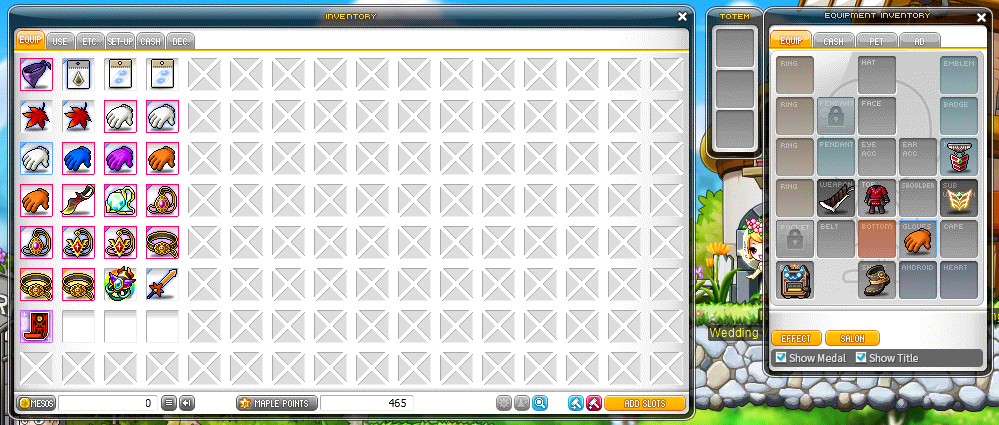 INVENTORY
EQUIP USE ETC. SET-UP CASH DEC.
MESOS 0 MAPLE POINTS 465 ADD SLOTS
TOTEM
EQUIPMENT INVENTORY
EQUIP CASH PET AD
RING HAT EMBLEM
RING PENDANT FACE BADGE
RING PENDANT EYE ACC EAR ACC
RING WEAPON TOP SHOULDER SUB
POCKET BELT BOTTOM GLOVES CAPE
ANDROID HEART
EFFECT SALON
Show Medal Show Title
Wedding